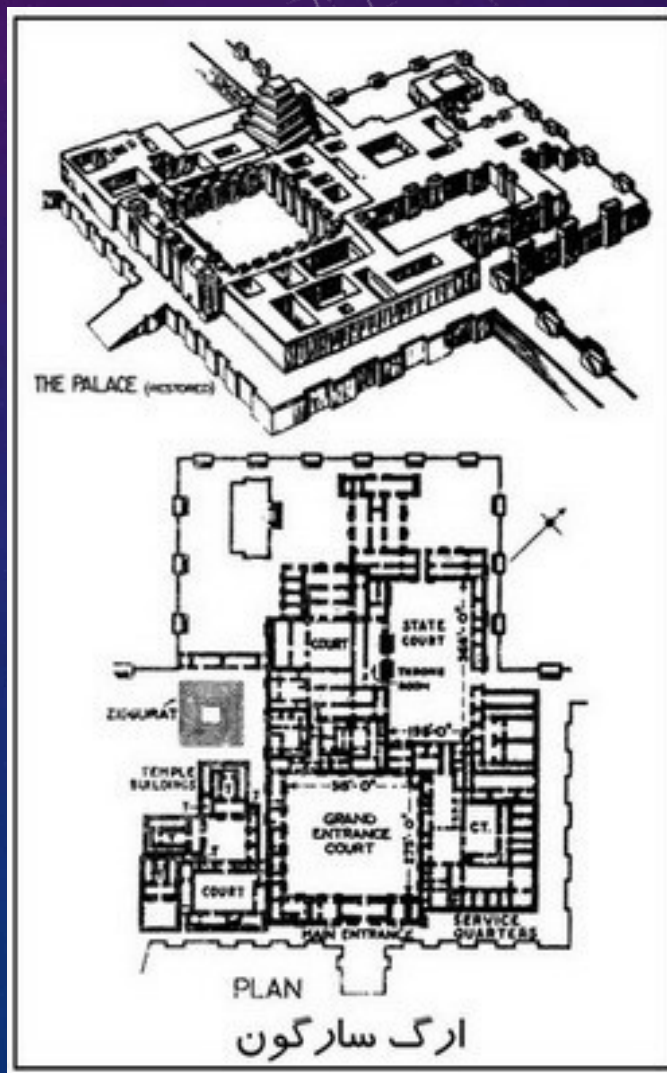 THE PALACE (RESTORED)
COURT
STATE
COURT
THRONE
ROOM
ZIGGURAT
TEMPLE
BUILDINGS
GRAND
ENTRANCE
COURT
CT.
COURT
MAIN ENTRANCE
SERVICE
QUARTERS
PLAN
ارگ سارگون